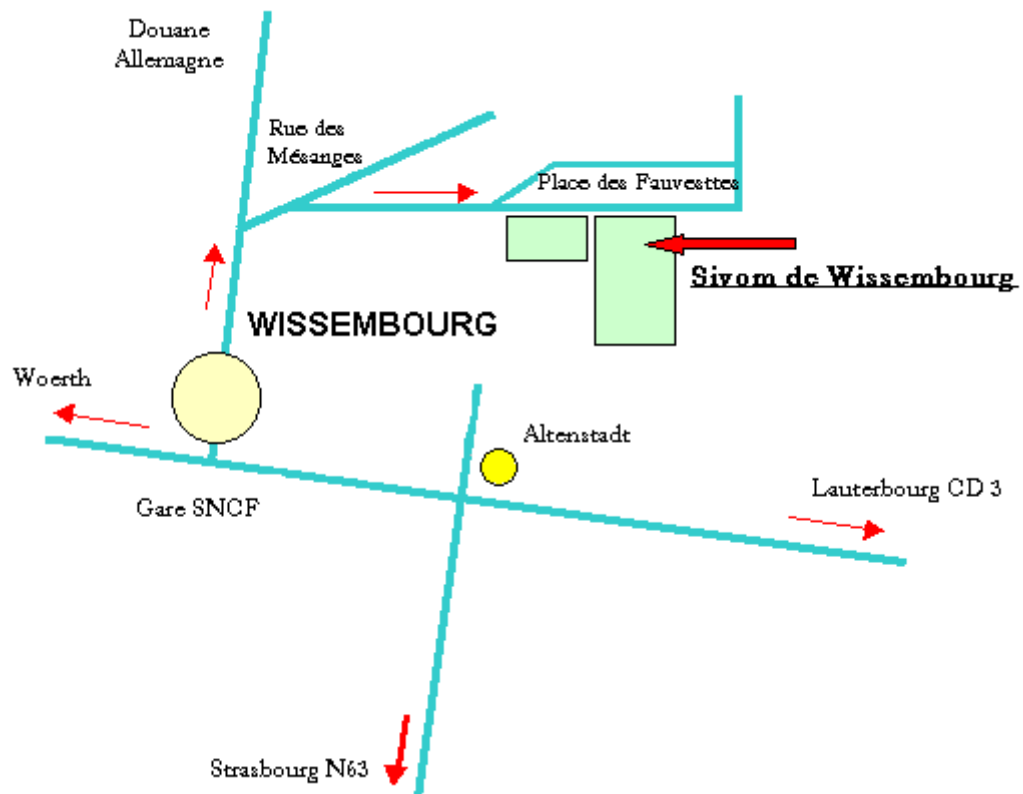 Douane
Allemagne
Rue des
Mésanges
Place des Fauvesttes
Sivom de Wissembourg
WISSEMBOURG
Woerth
Altenstadt
Gare SNCF
Lauterbourg CD 3
Strasbourg N63